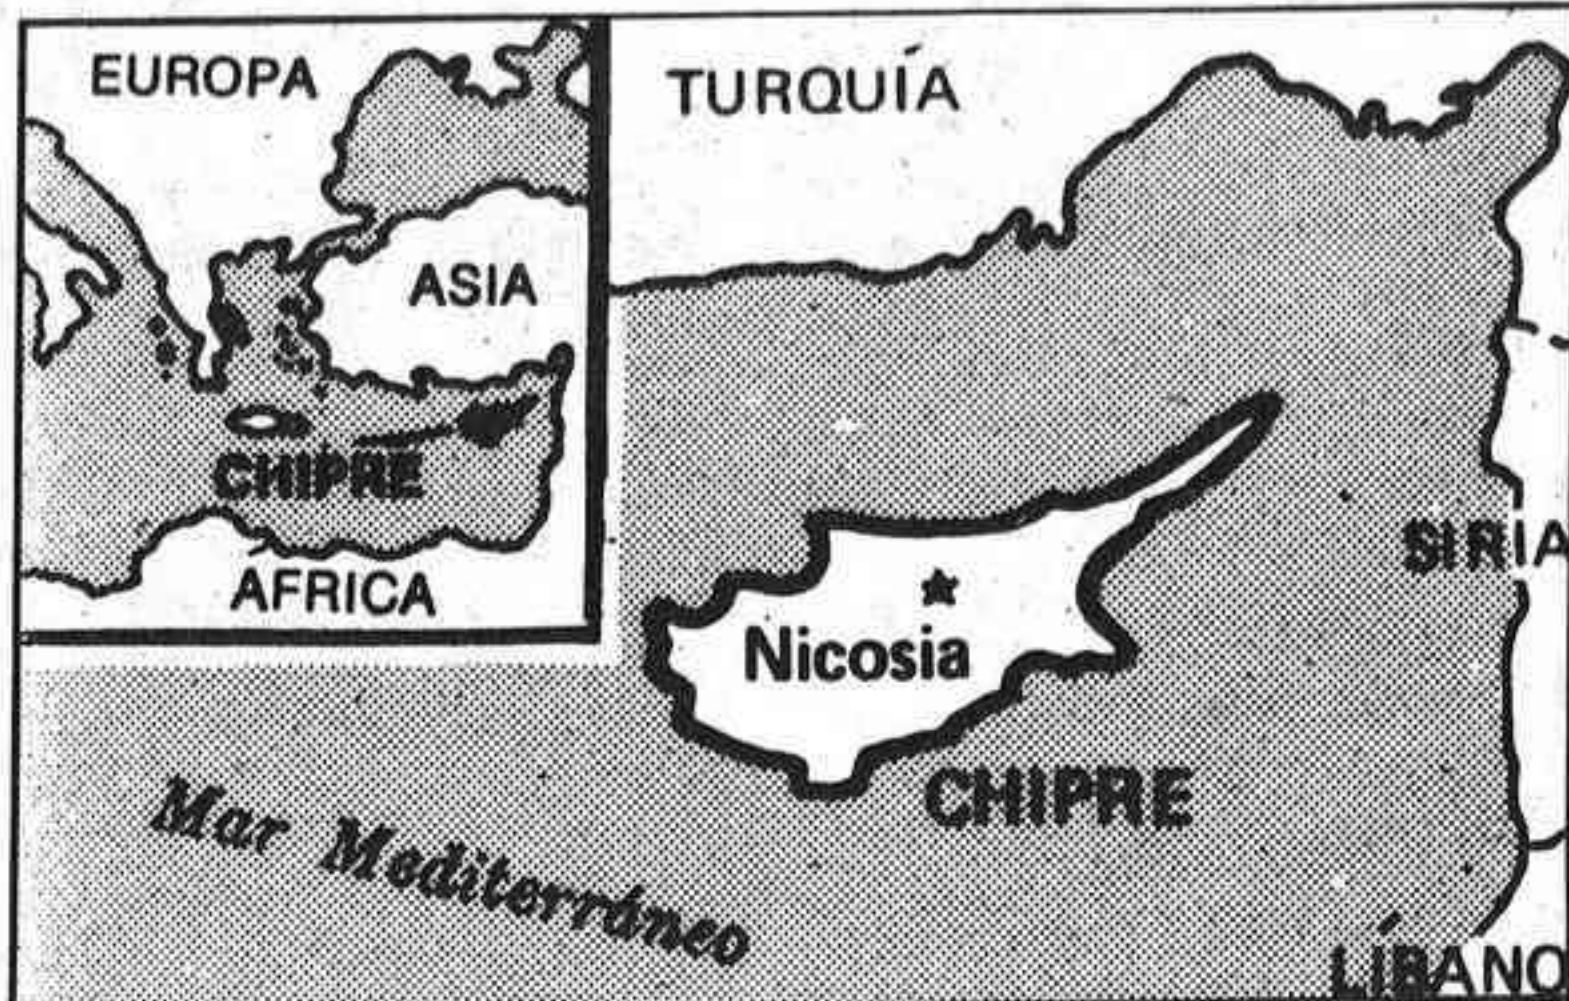 EUROPA
ASIA
CHIPRE
AFRICA
TURQUÍA
SIRIA
Nicosia
CHIPRE
Mar Mediterráneo
LÍBANO